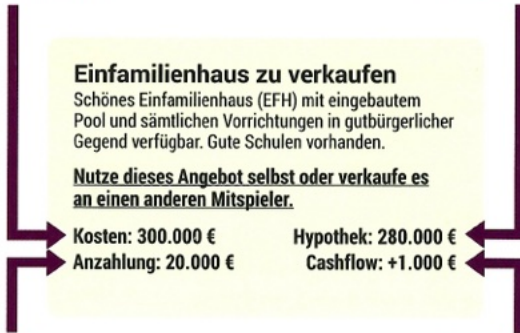 Einfamilienhaus zu verkaufen
Schönes Einfamilienhaus (EFH) mit eingebautem
Pool und sämtlichen Vorrichtungen in gutbürgerlicher
Gegend verfügbar. Gute Schulen vorhanden.
Nutze dieses Angebot selbst oder verkaufe es
an einen anderen Mitspieler.
Kosten: 300.000 € Hypothek: 280.000 €
Anzahlung: 20.000 € Cashflow: +1.000 €